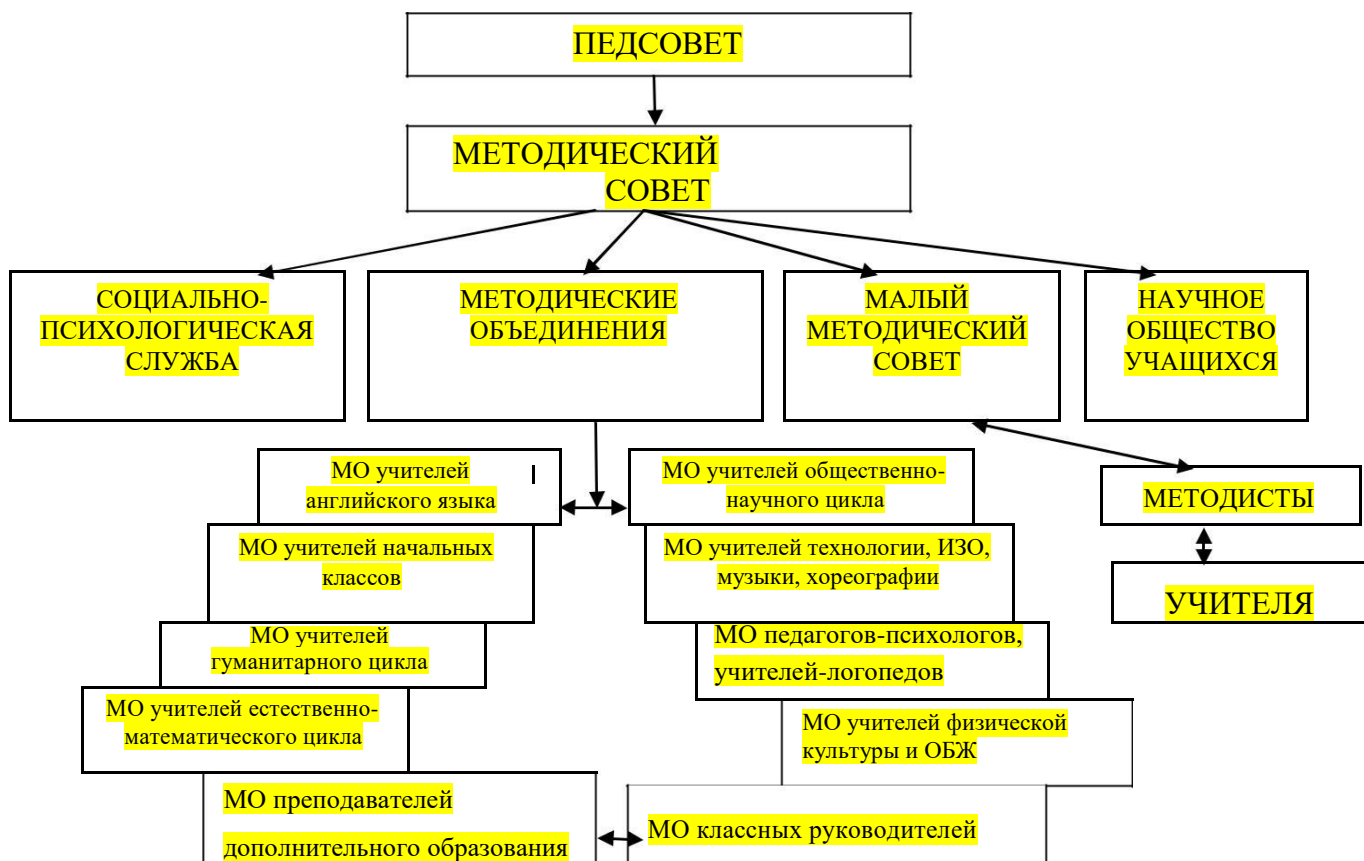 ПЕДСОВЕТ
МЕТОДИЧЕСКИЙ
СОВЕТ
СОЦИАЛЬНО-
ПСИХОЛОГИЧЕСКАЯ
СЛУЖБА
МЕТОДИЧЕСКИЕ
ОБЪЕДИНЕНИЯ
МАЛЫЙ
МЕТОДИЧЕСКИЙ
СОВЕТ
НАУЧНОЕ
ОБЩЕСТВО
УЧАЩИХСЯ
МО учителей
английского языка
МО учителей общественно-
научного цикла
МЕТОДИСТЫ
МО учителей начальных
классов
МО учителей технологии, ИЗО,
музыки, хореографии
УЧИТЕЛЯ
МО учителей
гуманитарного цикла
МО педагогов-психологов,
учителей-логопедов
МО учителей естественно-
математического цикла
МО учителей физической
культуры и ОБЖ
МО преподавателей
дополнительного образования
МО классных руководителей